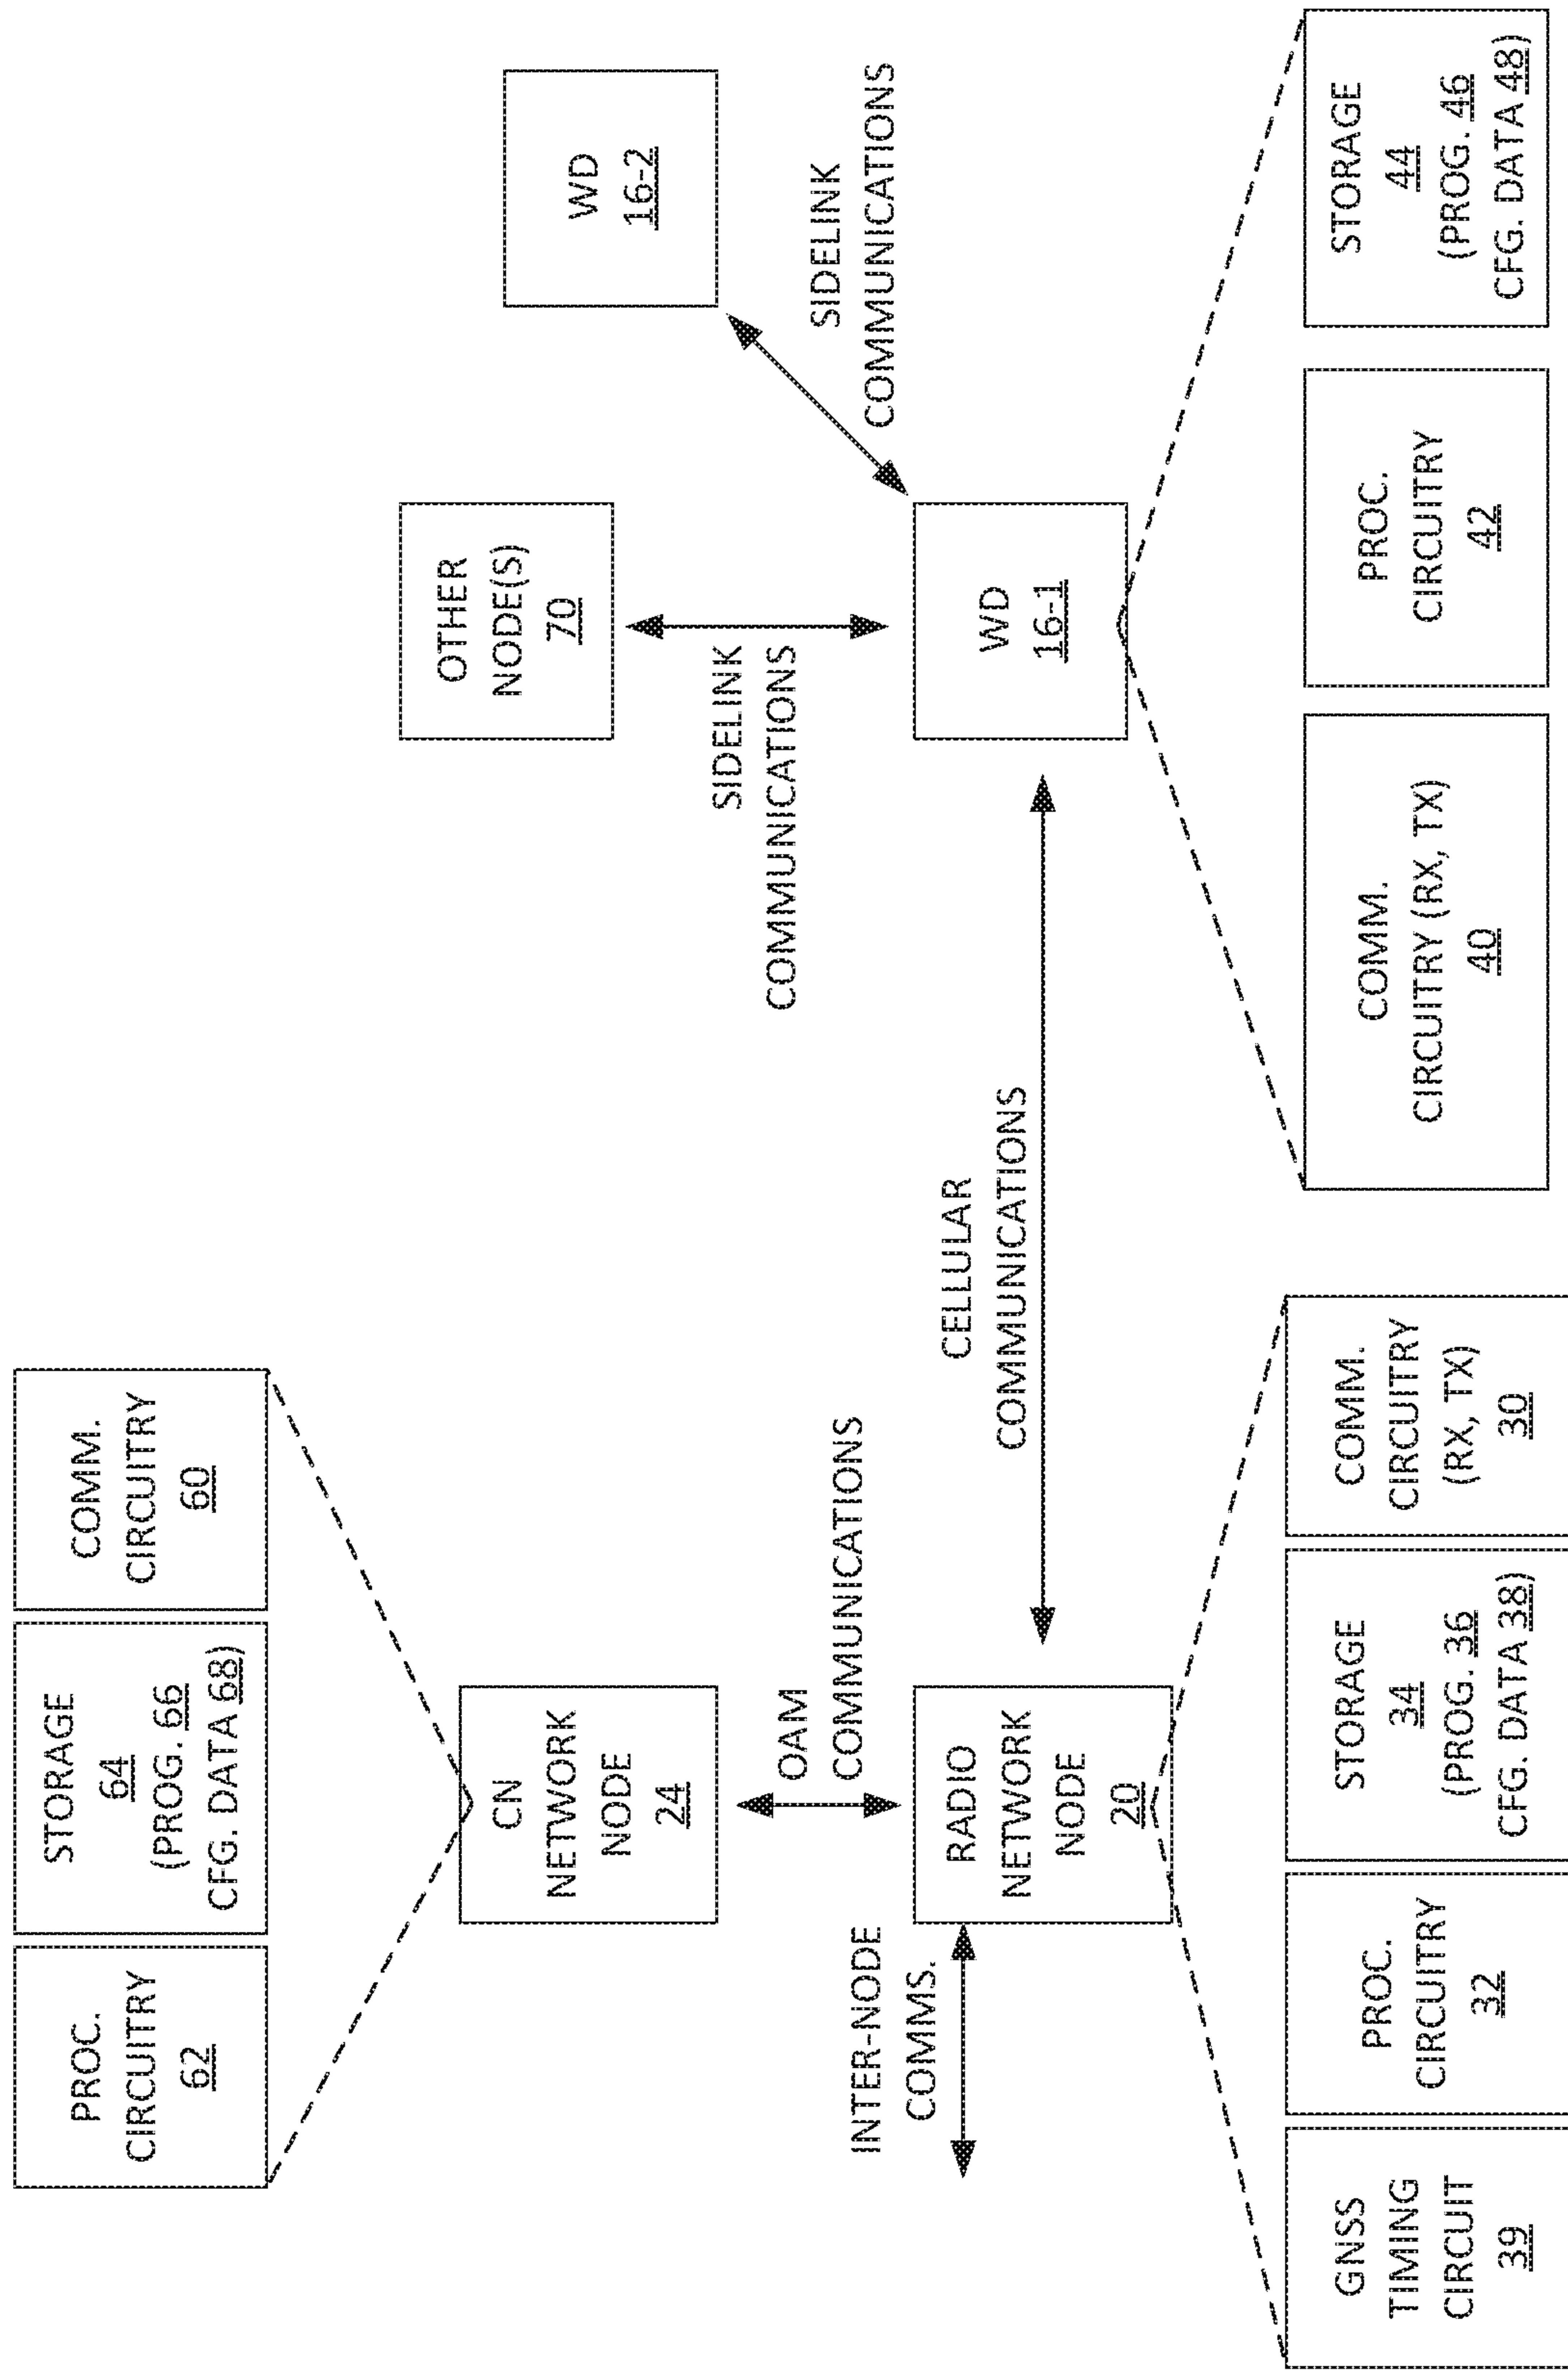 PROC.
CIRCUITRY
62
STORAGE
64
(PROG. 66
CFG. DATA 68)
COMM.
CIRCUITRY
60
CN
NETWORK
NODE
24
OTHER
NODE(S)
70
WD
16-2
OAM
COMMUNICATIONS
SIDELINK
COMMUNICATIONS
SIDELINK
COMMUNICATIONS
INTER-NODE
COMMS.
RADIO
NETWORK
NODE
20
CELLULAR
COMMUNICATIONS
WD
16-1
GNSS
TIMING
CIRCUIT
39
PROC.
CIRCUITRY
32
STORAGE
34
(PROG. 36
CFG. DATA 38)
COMM.
CIRCUITRY
(RX, TX)
30
COMM.
CIRCUITRY (RX, TX)
40
PROC.
CIRCUITRY
42
STORAGE
44
(PROG. 46
CFG. DATA 48)